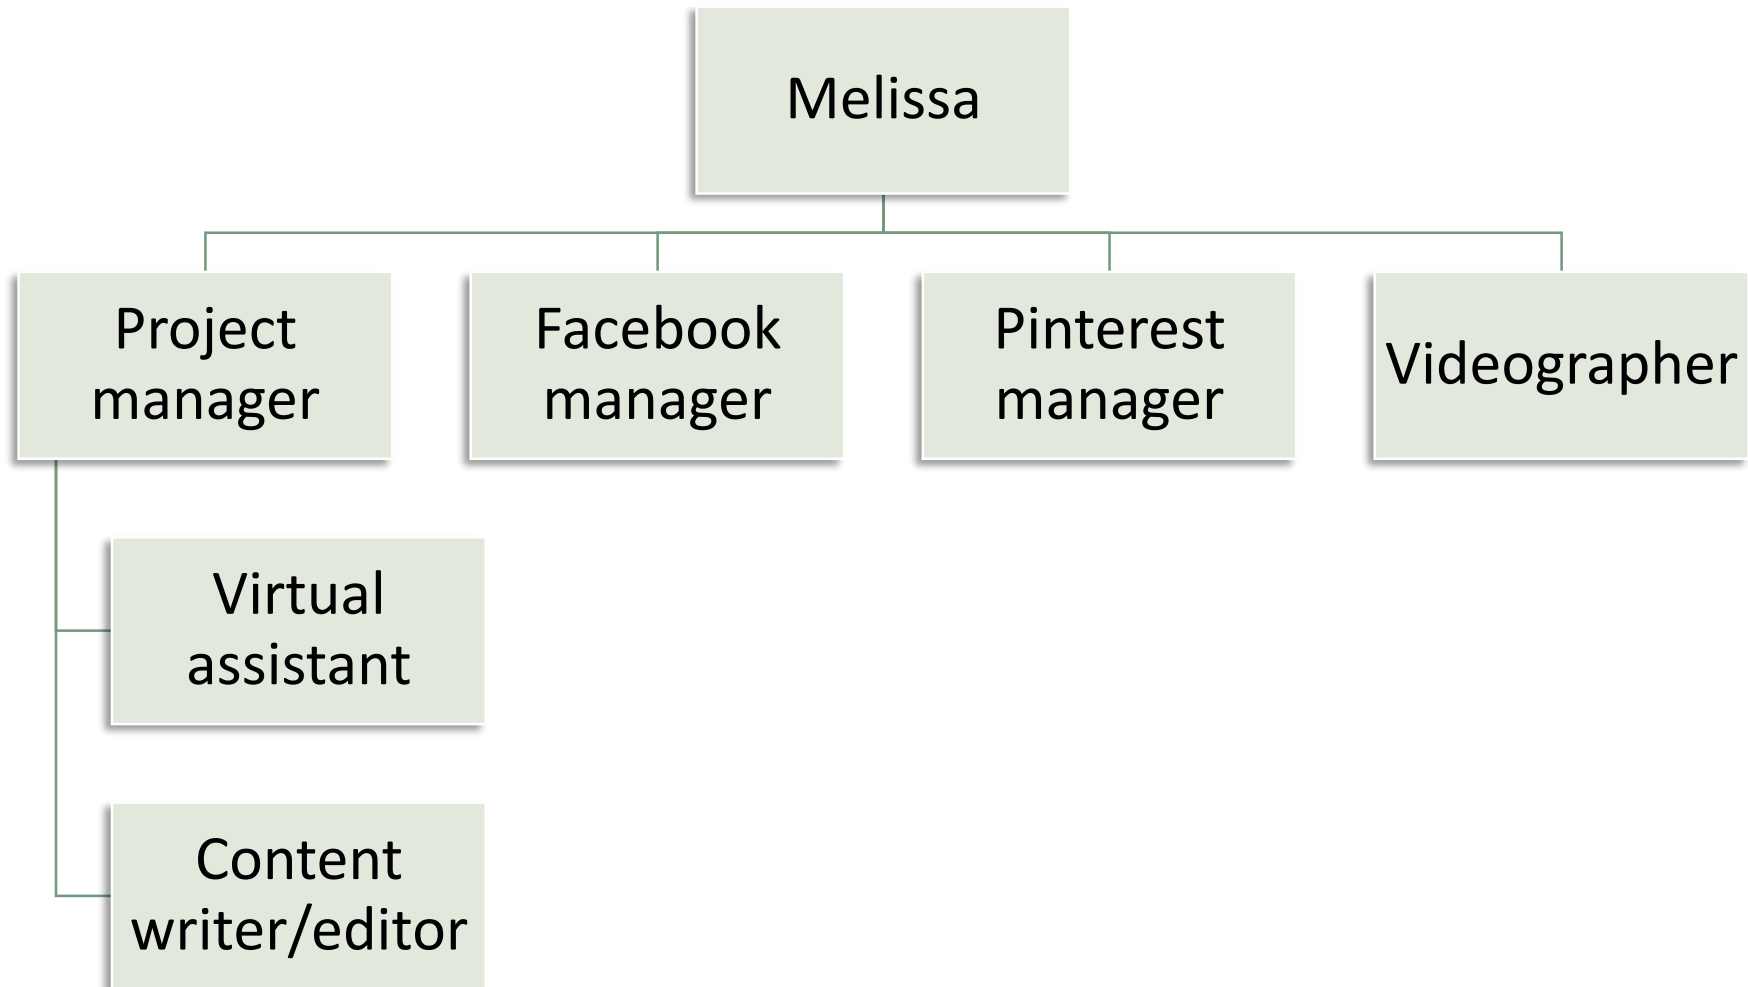 Melissa
Project
manager
Facebook
manager
Pinterest
manager
Videographer
Virtual
assistant
Content
writer/editor